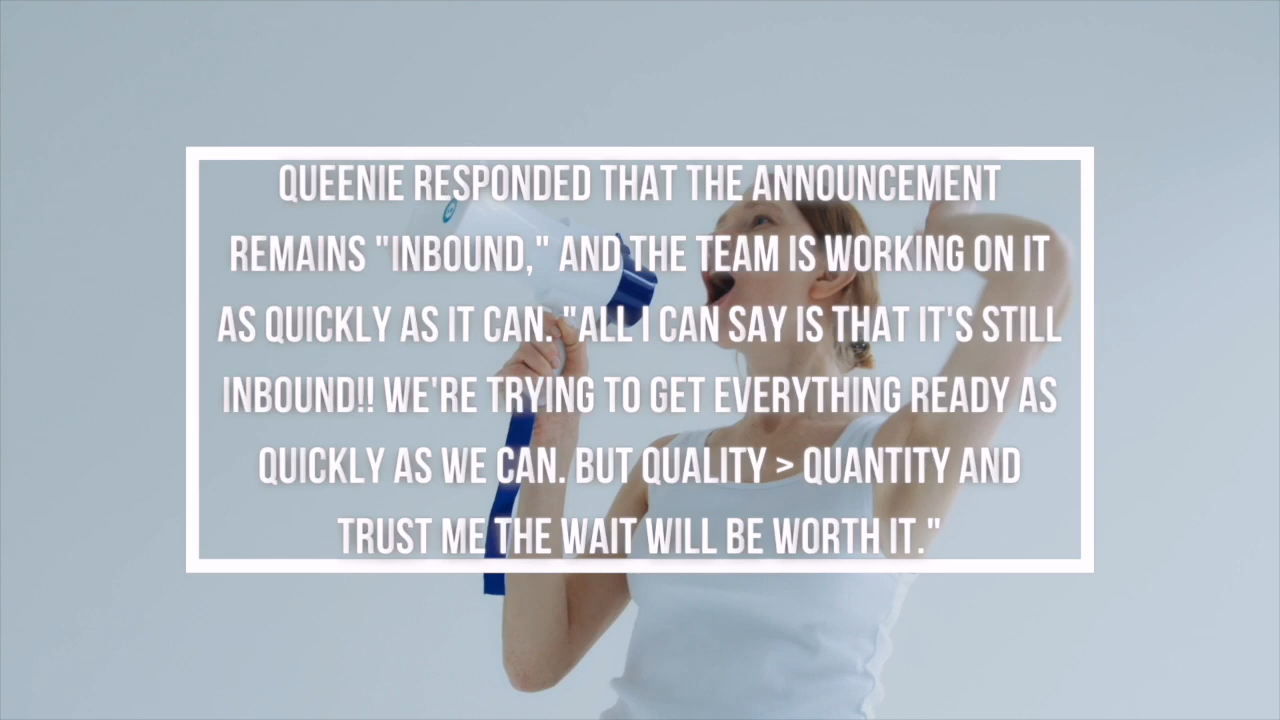 QUEENIE RESPONDED THAT THE ANNOUNCEMENT
REMAINS "INBOUND," AND THE TEAM IS WORKING ON IT
AS QUICKLY AS IT CAN. "ALL I CAN SAY IS THAT IT'S STILL
INBOUND!! WE'RE TRYING TO GET EVERYTHING READY AS
QUICKLY AS WE CAN. BUT QUALITY > QUANTITY AND
TRUST ME THE WAIT WILL BE WORTH IT."